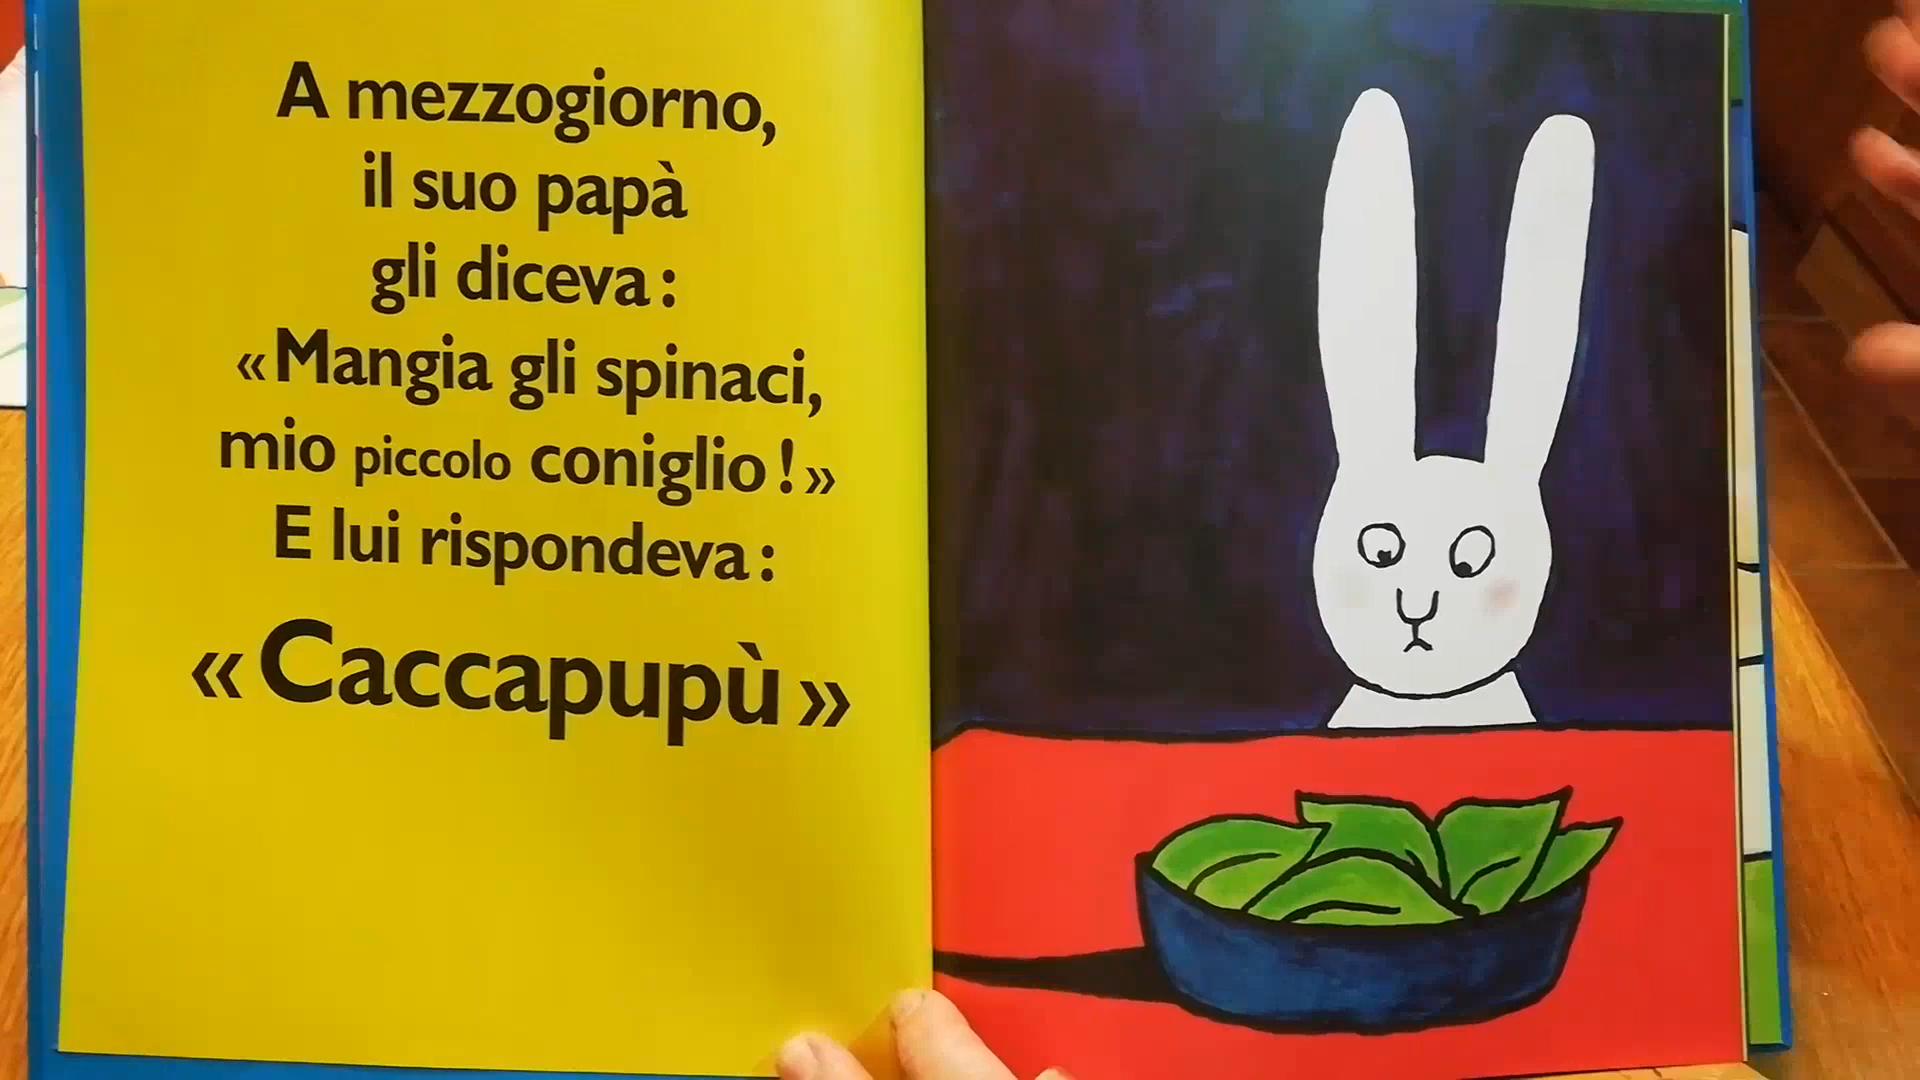 A mezzogiorno,
il suo papà
gli diceva :
« Mangia gli spinaci,
mio piccolo coniglio ! »
E lui rispondeva :
« Caccapupù »